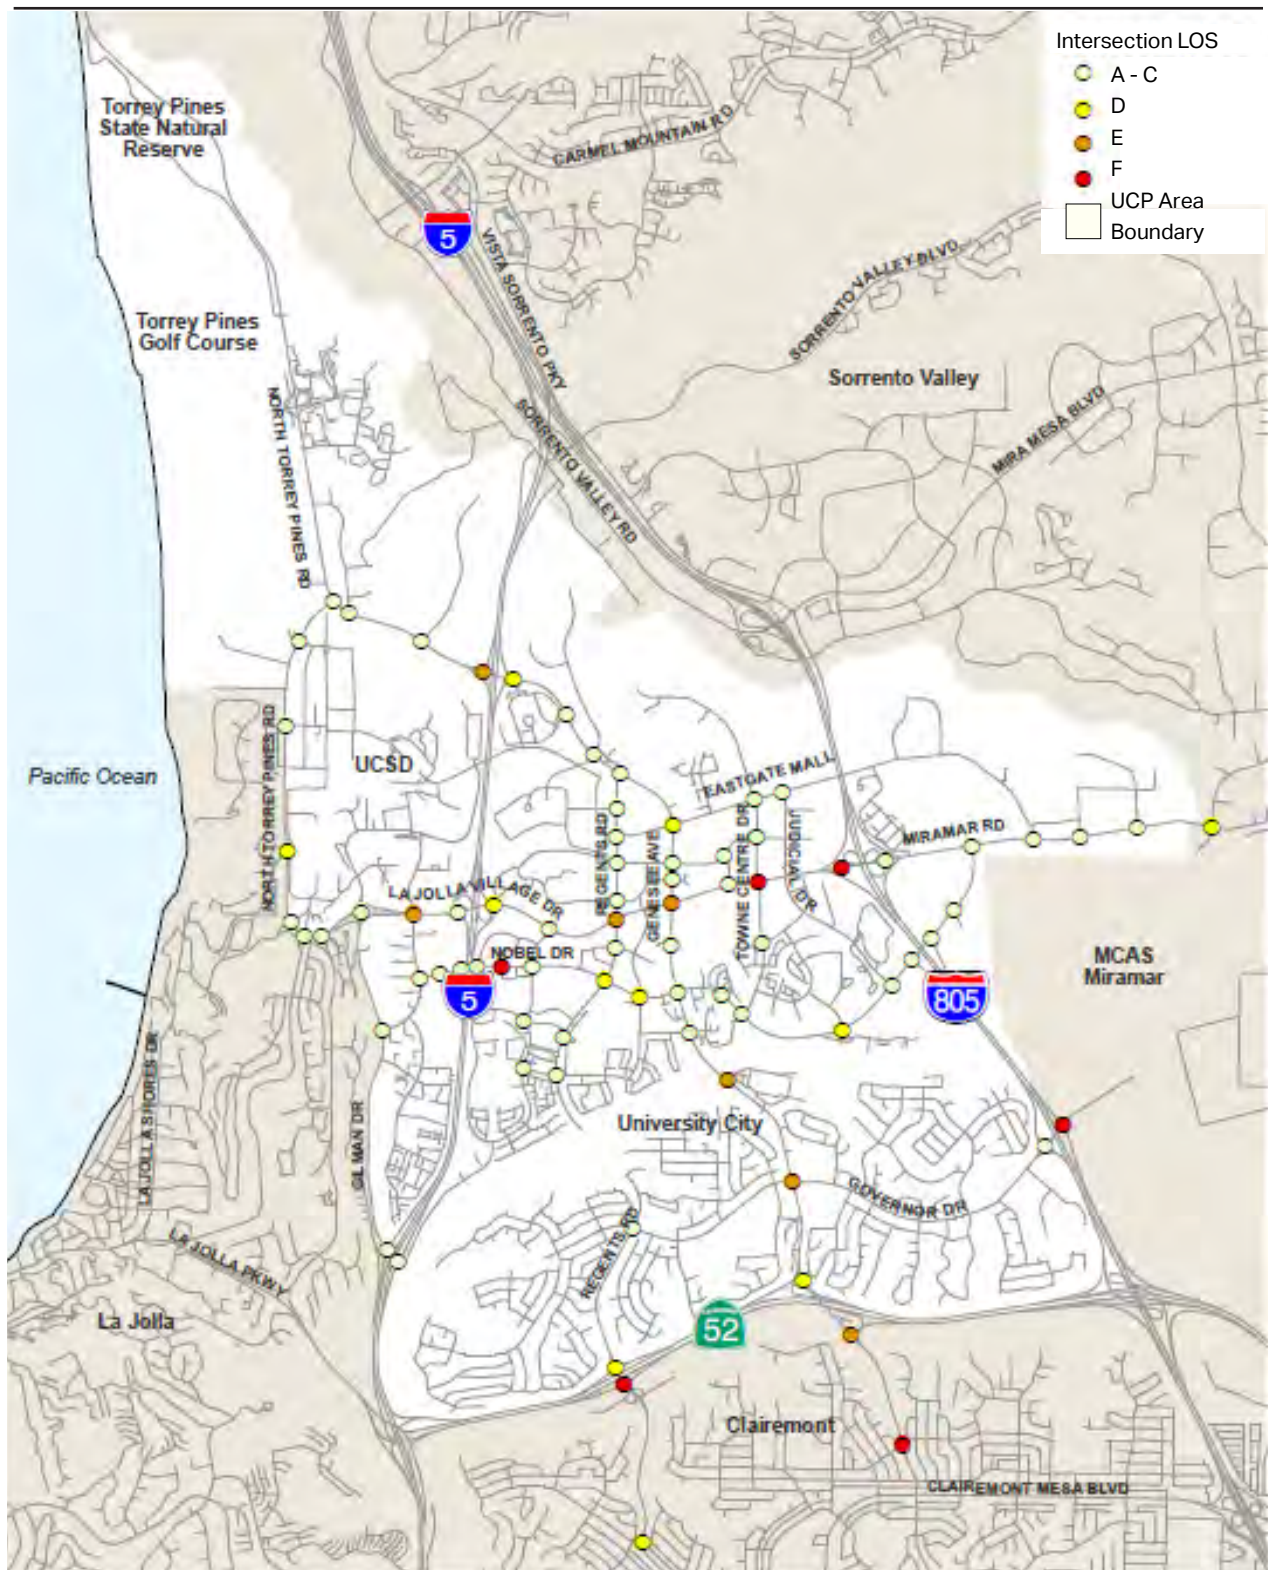 Intersection LOS
A - C
D
E
F
UCP Area
Boundary
Torrey Pines
State Natural
Reserve
CARMEL MOUNTAIN RD
5
VISTA SORRENTO PKY
SORRENTO VALLEY BLVD
Torrey Pines
Golf Course
Sorrento Valley
NORTH TORREY PINES RD
SORRENTO VALLEY RD
MIRA MESA BLVD
NORTH TORREY PINES RD
UCSD
Pacific Ocean
EASTGATE MALL
REGENTS RD
GENESEE AVE
TOWNE CENTRE DR
JUDICIAL DR
MIRAMAR RD
LA JOLLA VILLAGE DR
NOBEL DR
MCAS
Miramar
5
805
LA JOLLA SHORES DR
GILMAN DR
University City
GOVERNOR DR
REGENTS RD
LA JOLLA PKWY
La Jolla
52
Clairemont
CLAIREMONT MESA BLVD